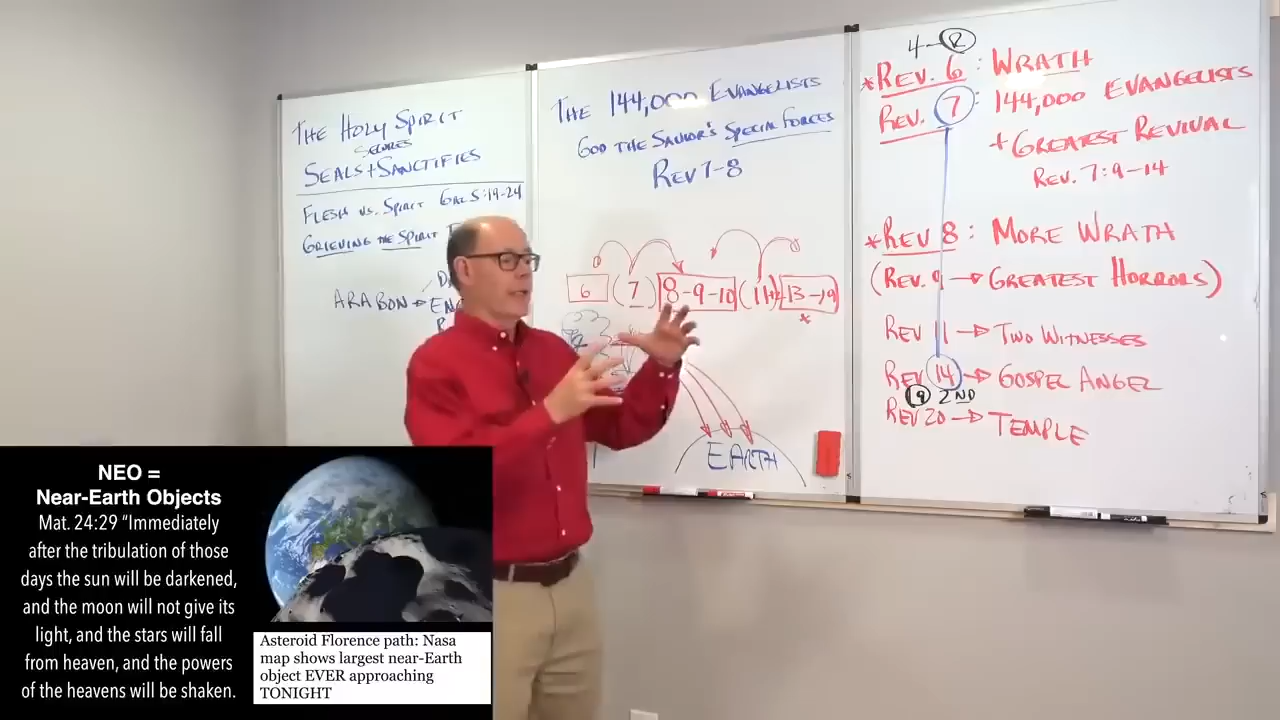 THE HOLY SPIRIT
SECURES
SEALS + SANCTIFIES
FLESH VS. SPIRIT GAL 5:19-24
GRIEVING THE SPIRIT
ARABON →
THE 144,000 EVANGELISTS
GOD THE SAVIOR'S SPECIAL FORCES
REV 7-8
6 (7) 8-9-10 13-19
*
EARTH
4- R
*REV. 6: WRATH
REV. 7: 144,000 EVANGELISTS
+ GREATEST REVIVAL
REV. 7:9-14
*REV 8: MORE WRATH
(REV. 9 → GREATEST HORRORS)
REV 11 → TWO WITNESSES
REV 14 → GOSPEL ANGEL
19 2ND
REV 20 → TEMPLE
NEO =
Near-Earth Objects
Mat. 24:29 “Immediately
after the tribulation of those
days the sun will be darkened,
and the moon will not give its
light, and the stars will fall
from heaven, and the powers
of the heavens will be shaken.
Asteroid Florence path: Nasa
map shows largest near-Earth
object EVER approaching
TONIGHT